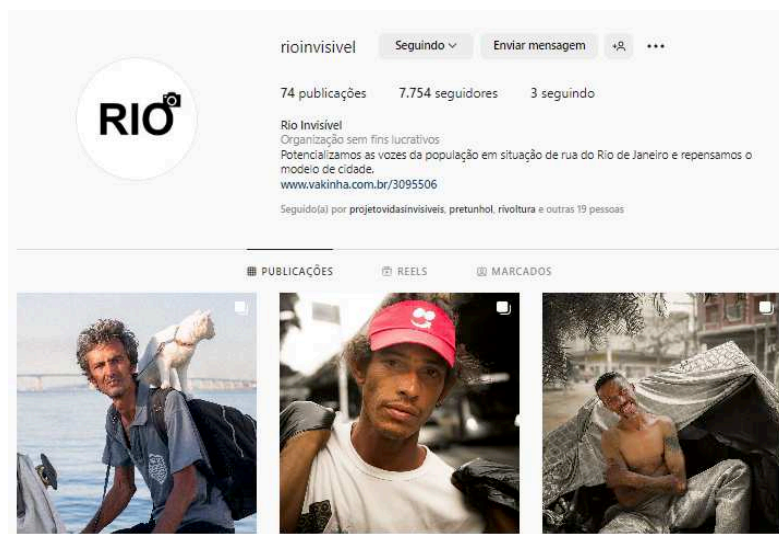 rioinvisivel Seguindo Enviar mensagem
74 publicações 7.754 seguidores 3 seguindo
RIO
Rio Invisível
Organização sem fins lucrativos
Potencializamos as vozes da população em situação de rua do Rio de Janeiro e repensamos o
modelo de cidade.
www.vakinha.com.br/3095506
Seguido(a) por projetovidasinvisiveis, pretunhol, rivoltura e outras 19 pessoas
PUBLICAÇÕES REELS MARCADOS